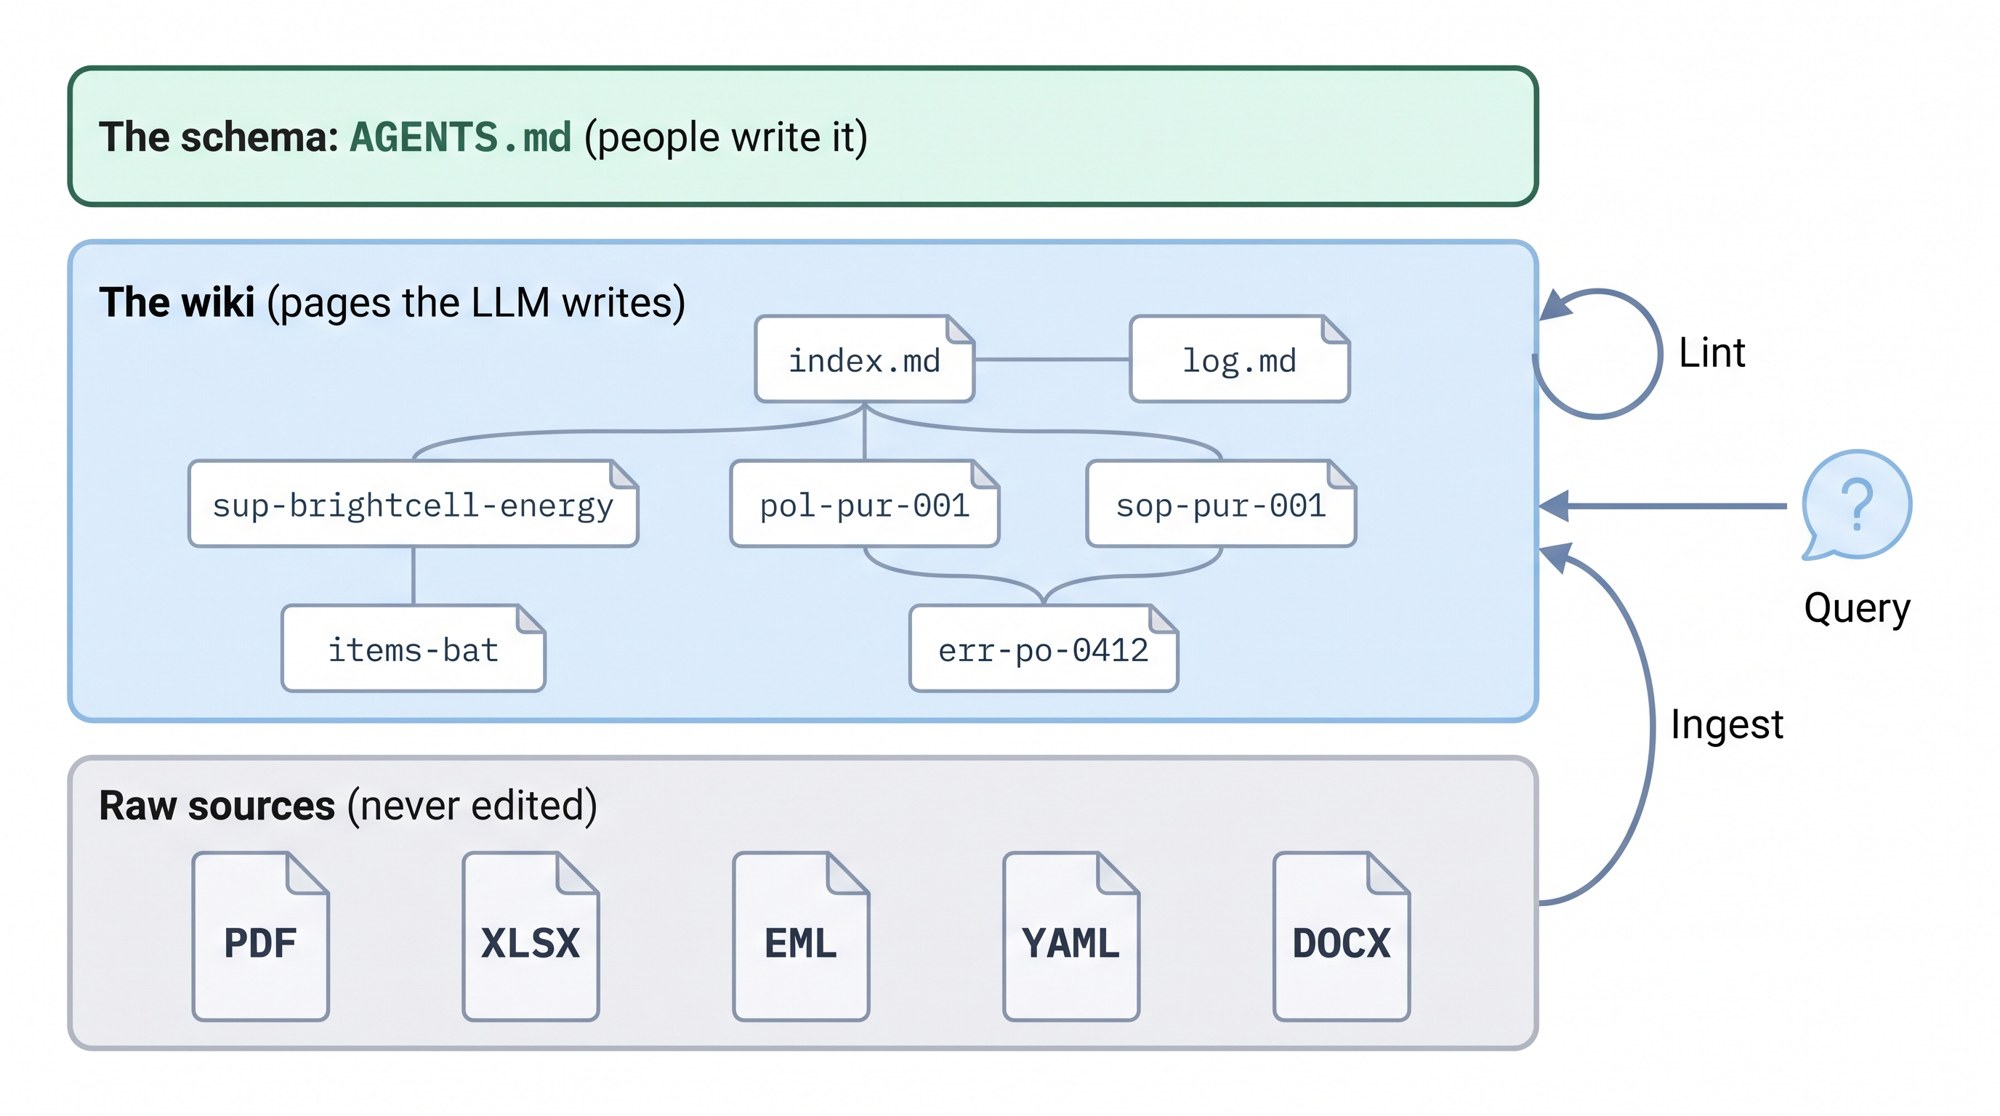 The schema: AGENTS.md (people write it)
The wiki (pages the LLM writes)
index.md
log.md
Lint
sup-brightcell-energy
pol-pur-001
sop-pur-001
?
Query
items-bat
err-po-0412
Ingest
Raw sources (never edited)
PDF
XLSX
EML
YAML
DOCX